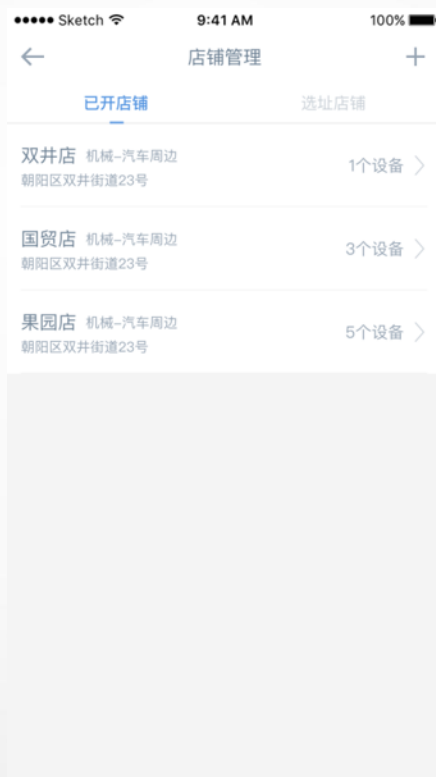 Sketch 9:41 AM 100%
店铺管理
已开店铺 选址店铺
双井店 机械-汽车周边
1个设备
朝阳区双井街道23号
国贸店 机械-汽车周边
3个设备
朝阳区双井街道23号
果园店 机械-汽车周边
5个设备
朝阳区双井街道23号